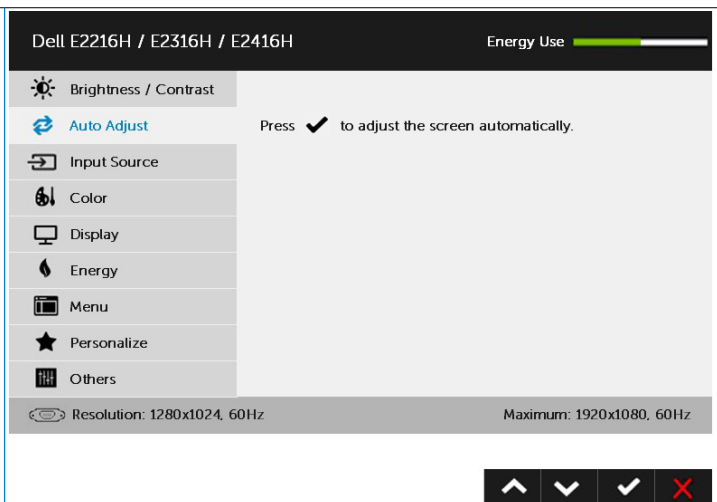 Dell E2216H / E2316H / E2416H Energy Use
Brightness / Contrast
Auto Adjust Press ✔ to adjust the screen automatically.
Input Source
Color
Display
Energy
Menu
Personalize
Others
Resolution: 1280x1024, 60Hz Maximum: 1920x1080, 60Hz